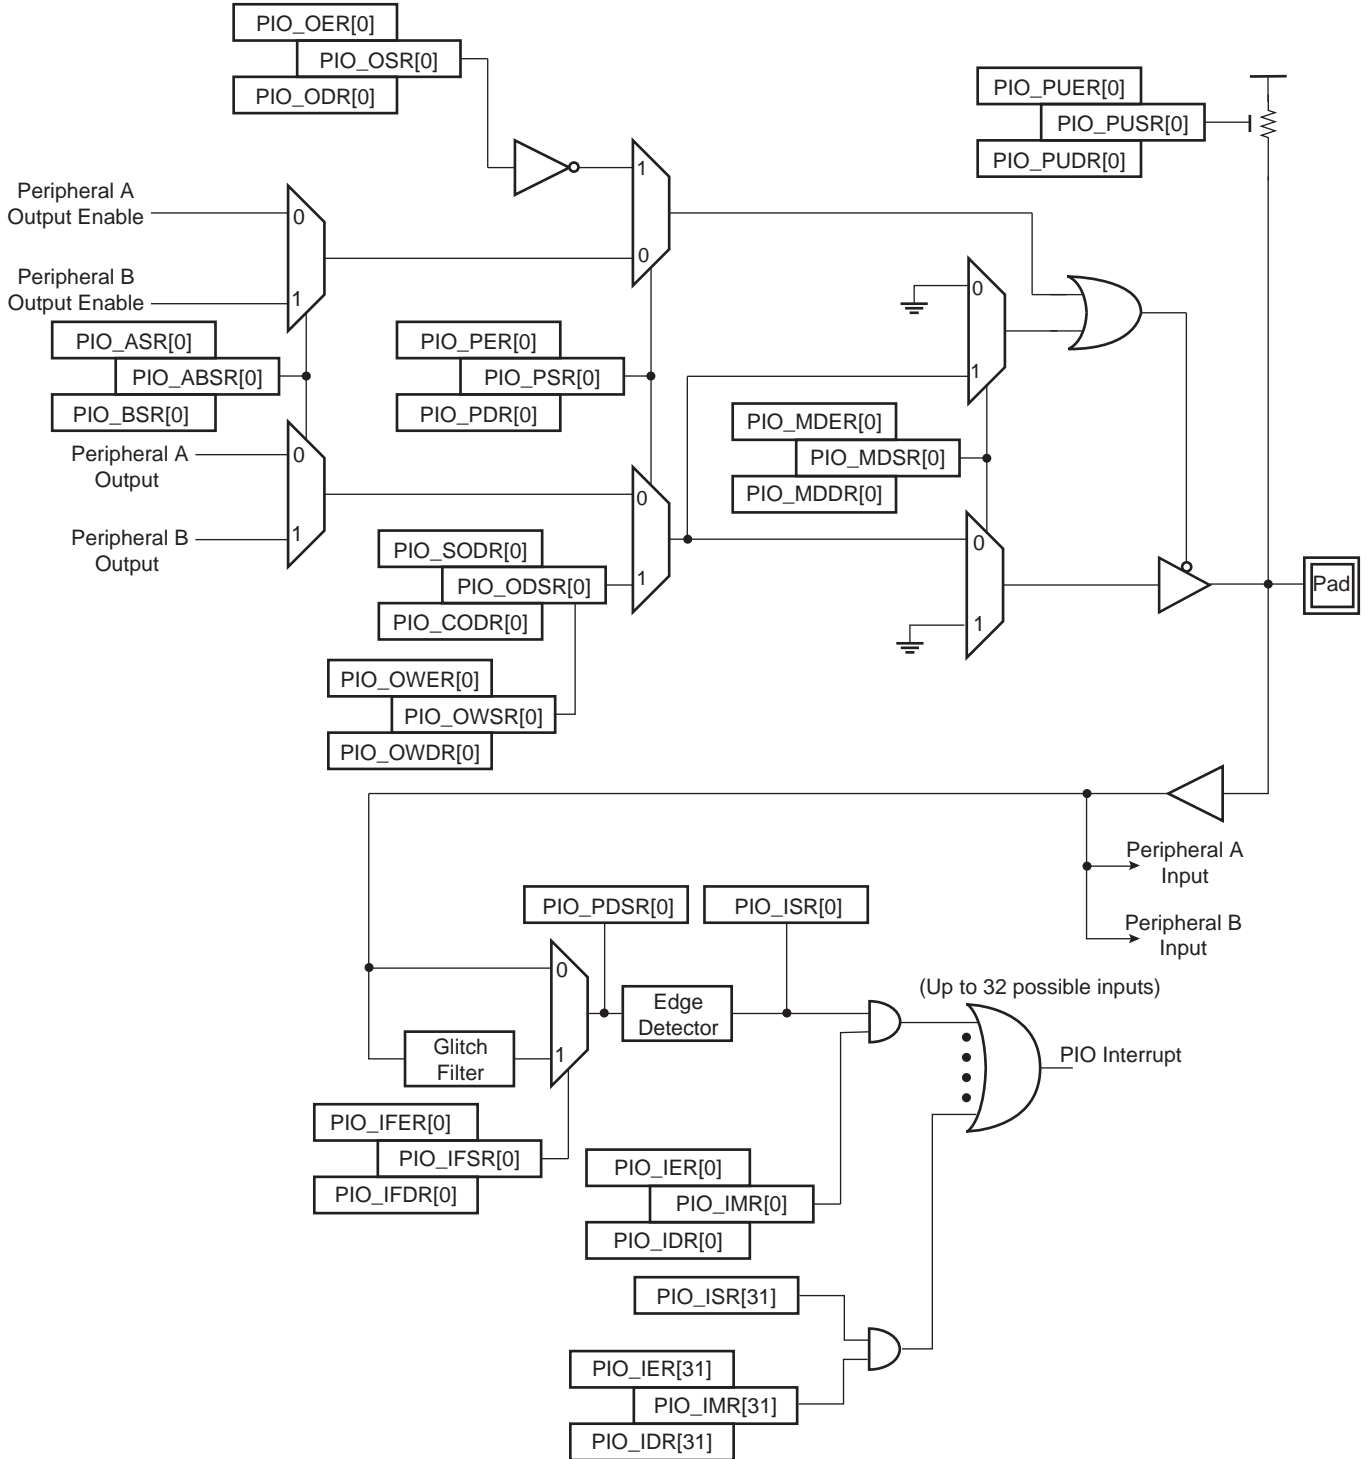 PIO_OER[0]
PIO_OSR[0]
PIO_ODR[0]
PIO_PUER[0]
PIO_PUSR[0]
PIO_PUDR[0]
1
0
Peripheral A
Output Enable
0
Peripheral B
Output Enable
1
0
1
PIO_ASR[0]
PIO_ABSR[0]
PIO_BSR[0]
PIO_PER[0]
PIO_PSR[0]
PIO_PDR[0]
PIO_MDER[0]
PIO_MDSR[0]
PIO_MDDR[0]
Peripheral A
Output
0
Peripheral B
Output
1
0
1
PIO_SODR[0]
PIO_ODSR[0]
PIO_CODR[0]
0
1
Pad
PIO_OWER[0]
PIO_OWSR[0]
PIO_OWDR[0]
Peripheral A
Input
Peripheral B
Input
PIO_PDSR[0]
PIO_ISR[0]
0
1
Glitch
Filter
Edge
Detector
(Up to 32 possible inputs)
PIO Interrupt
PIO_IFER[0]
PIO_IFSR[0]
PIO_IFDR[0]
PIO_IER[0]
PIO_IMR[0]
PIO_IDR[0]
PIO_ISR[31]
PIO_IER[31]
PIO_IMR[31]
PIO_IDR[31]